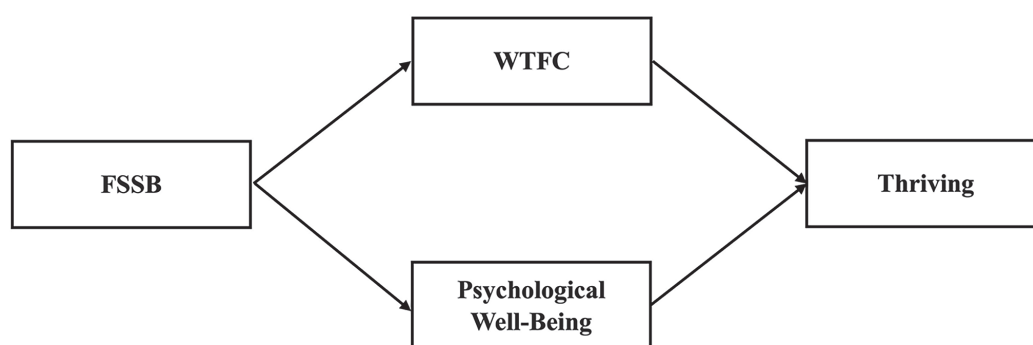 WTFC
FSSB
Thriving
Psychological
Well-Being